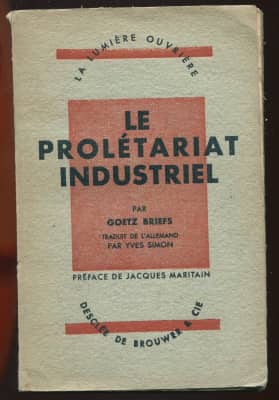 LA LUMIÈRE OUVRIÈRE
LE
PROLÉTARIAT
INDUSTRIEL
PAR
GOETZ BRIEFS
TRADUIT DE L'ALLEMAND
PAR YVES SIMON
PRÉFACE DE JACQUES MARITAIN
DESCLÉE DE BROUWER & CIE